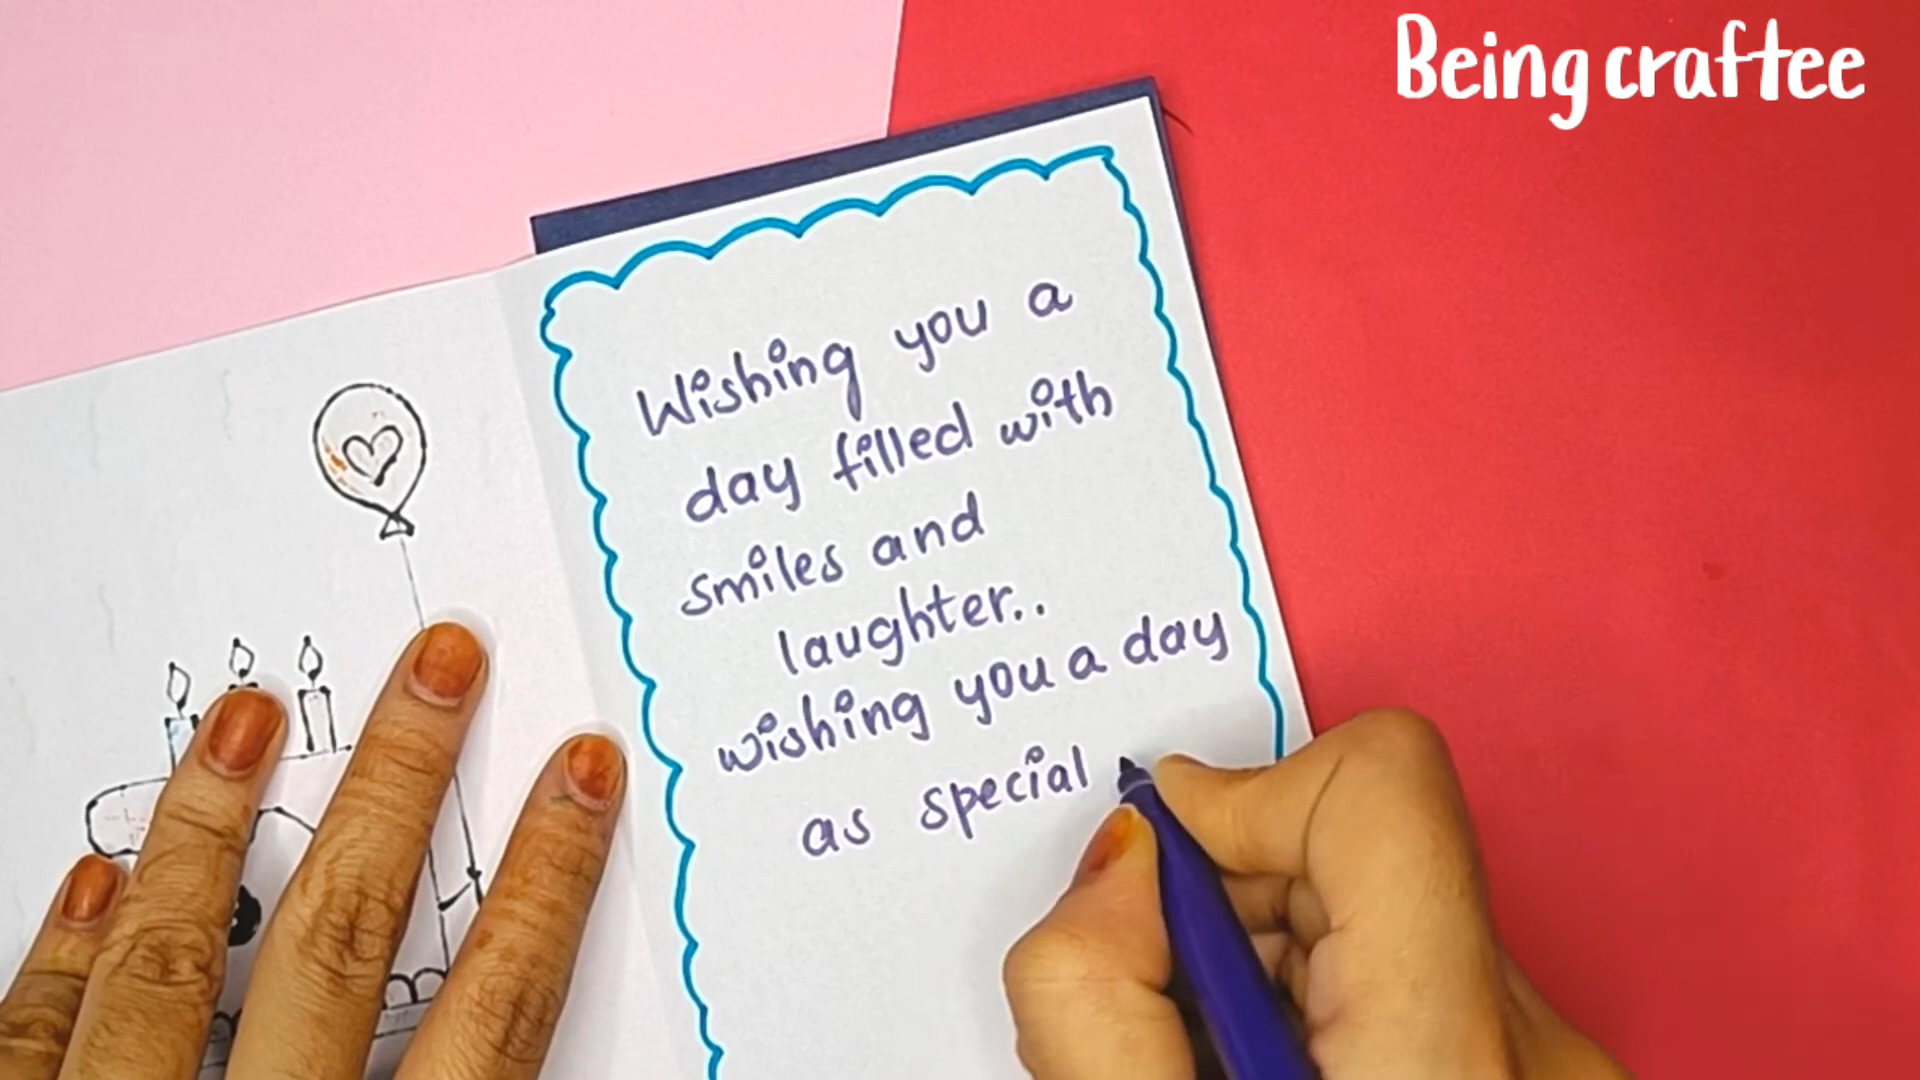 Being craftee
Wishing you a
day filled with
smiles and
laughter..
wishing you a day
as special